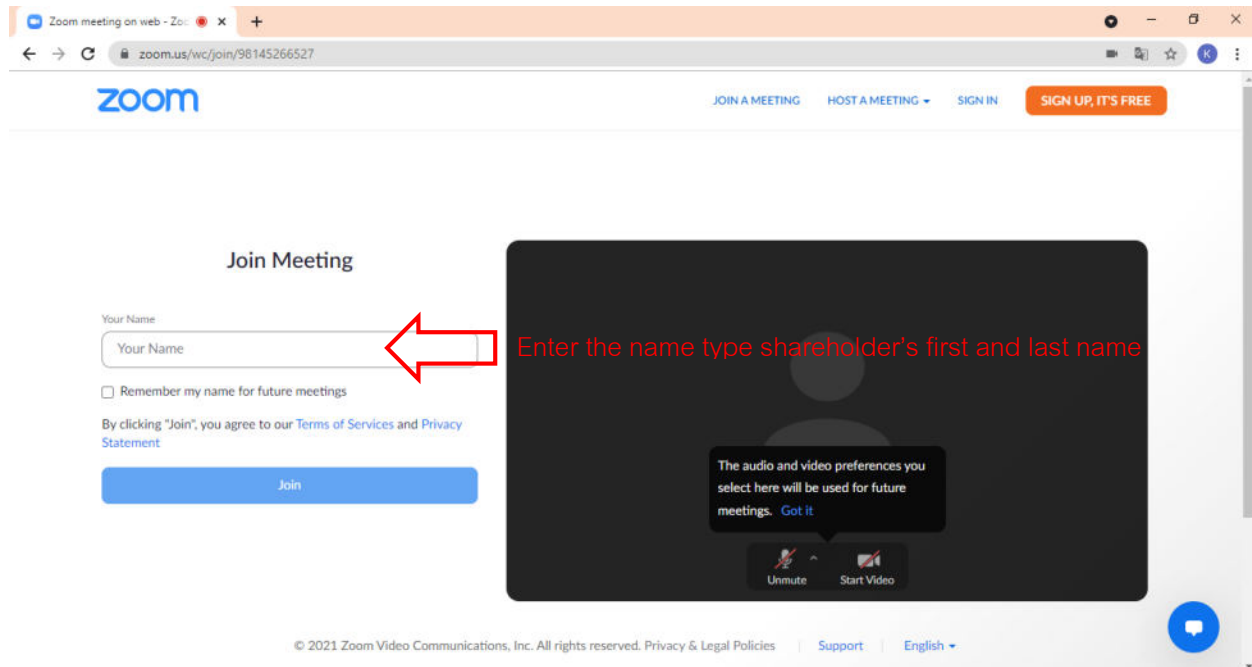 Zoom meeting on web - Zoo
zoom.us/wc/join/98145266527
K
zoom
JOIN A MEETING
HOST A MEETING
SIGN IN
SIGN UP, IT'S FREE
Join Meeting
Your Name
Your Name
Enter the name type shareholder's first and last name
Remember my name for future meetings
By clicking "Join", you agree to our Terms of Services and Privacy
Statement
Join
The audio and video preferences you
select here will be used for future
meetings. Got it
Unmute
Start Video
© 2021 Zoom Video Communications, Inc. All rights reserved. Privacy & Legal Policies
Support
English